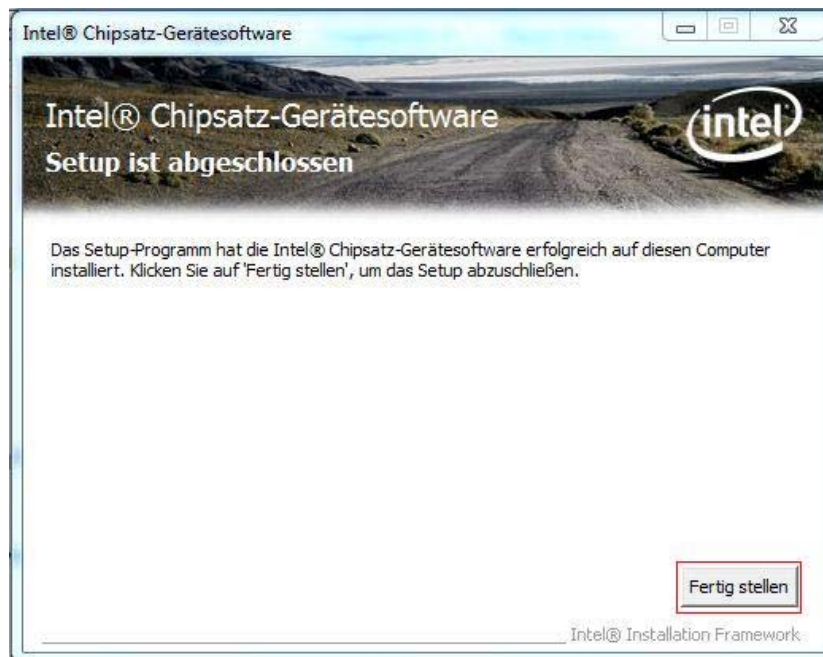 Intel® Chipsatz-Gerätesoftware
Intel® Chipsatz-Gerätesoftware
Setup ist abgeschlossen
intel
Das Setup-Programm hat die Intel® Chipsatz-Gerätesoftware erfolgreich auf diesen Computer
installiert. Klicken Sie auf 'Fertig stellen', um das Setup abzuschließen.
Fertig stellen
Intel® Installation Framework